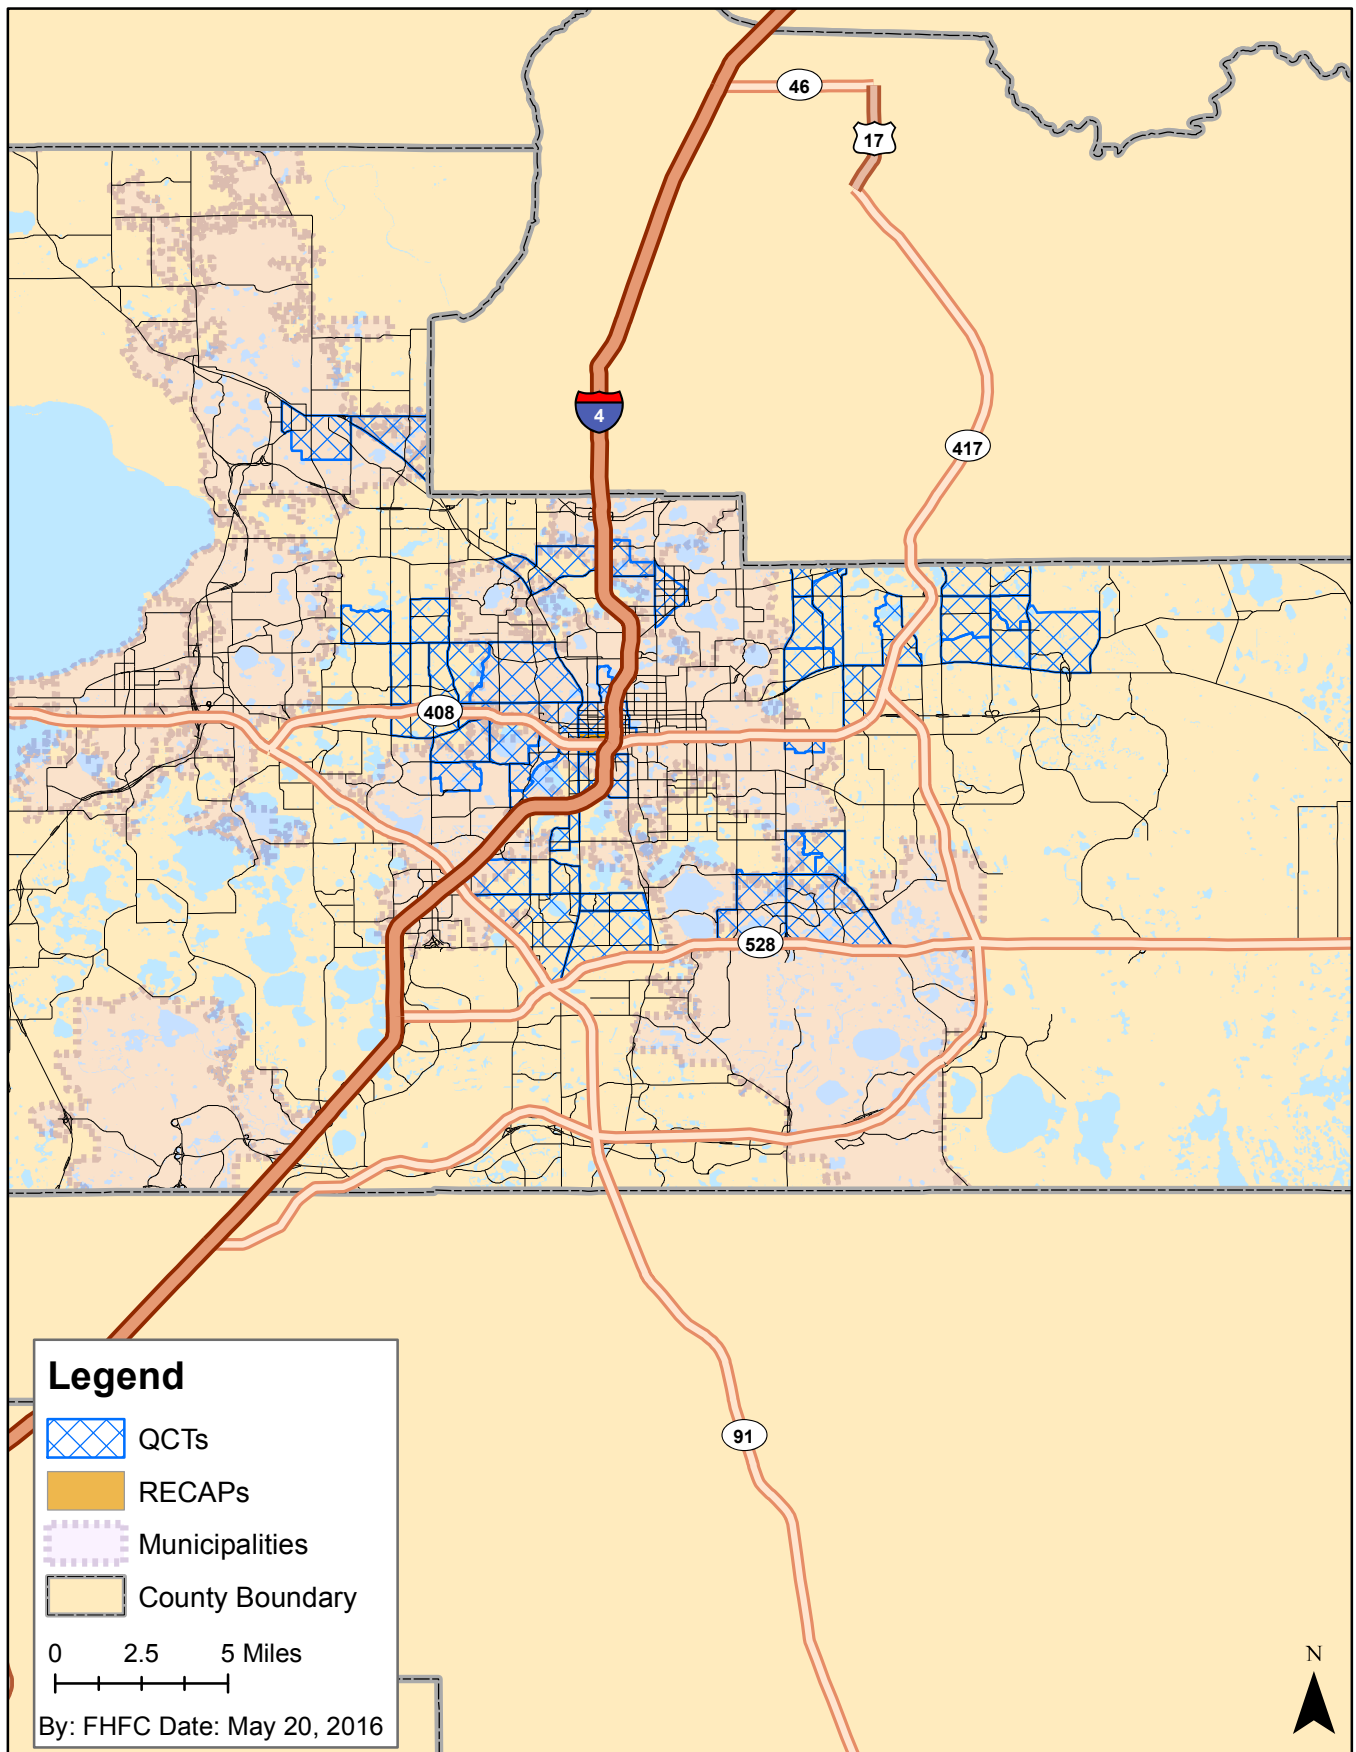 46
17
4
417
408
528
91
Legend
QCTs
RECAPs
Municipalities
County Boundary
0 2.5 5 Miles
By: FHFC Date: May 20, 2016
N